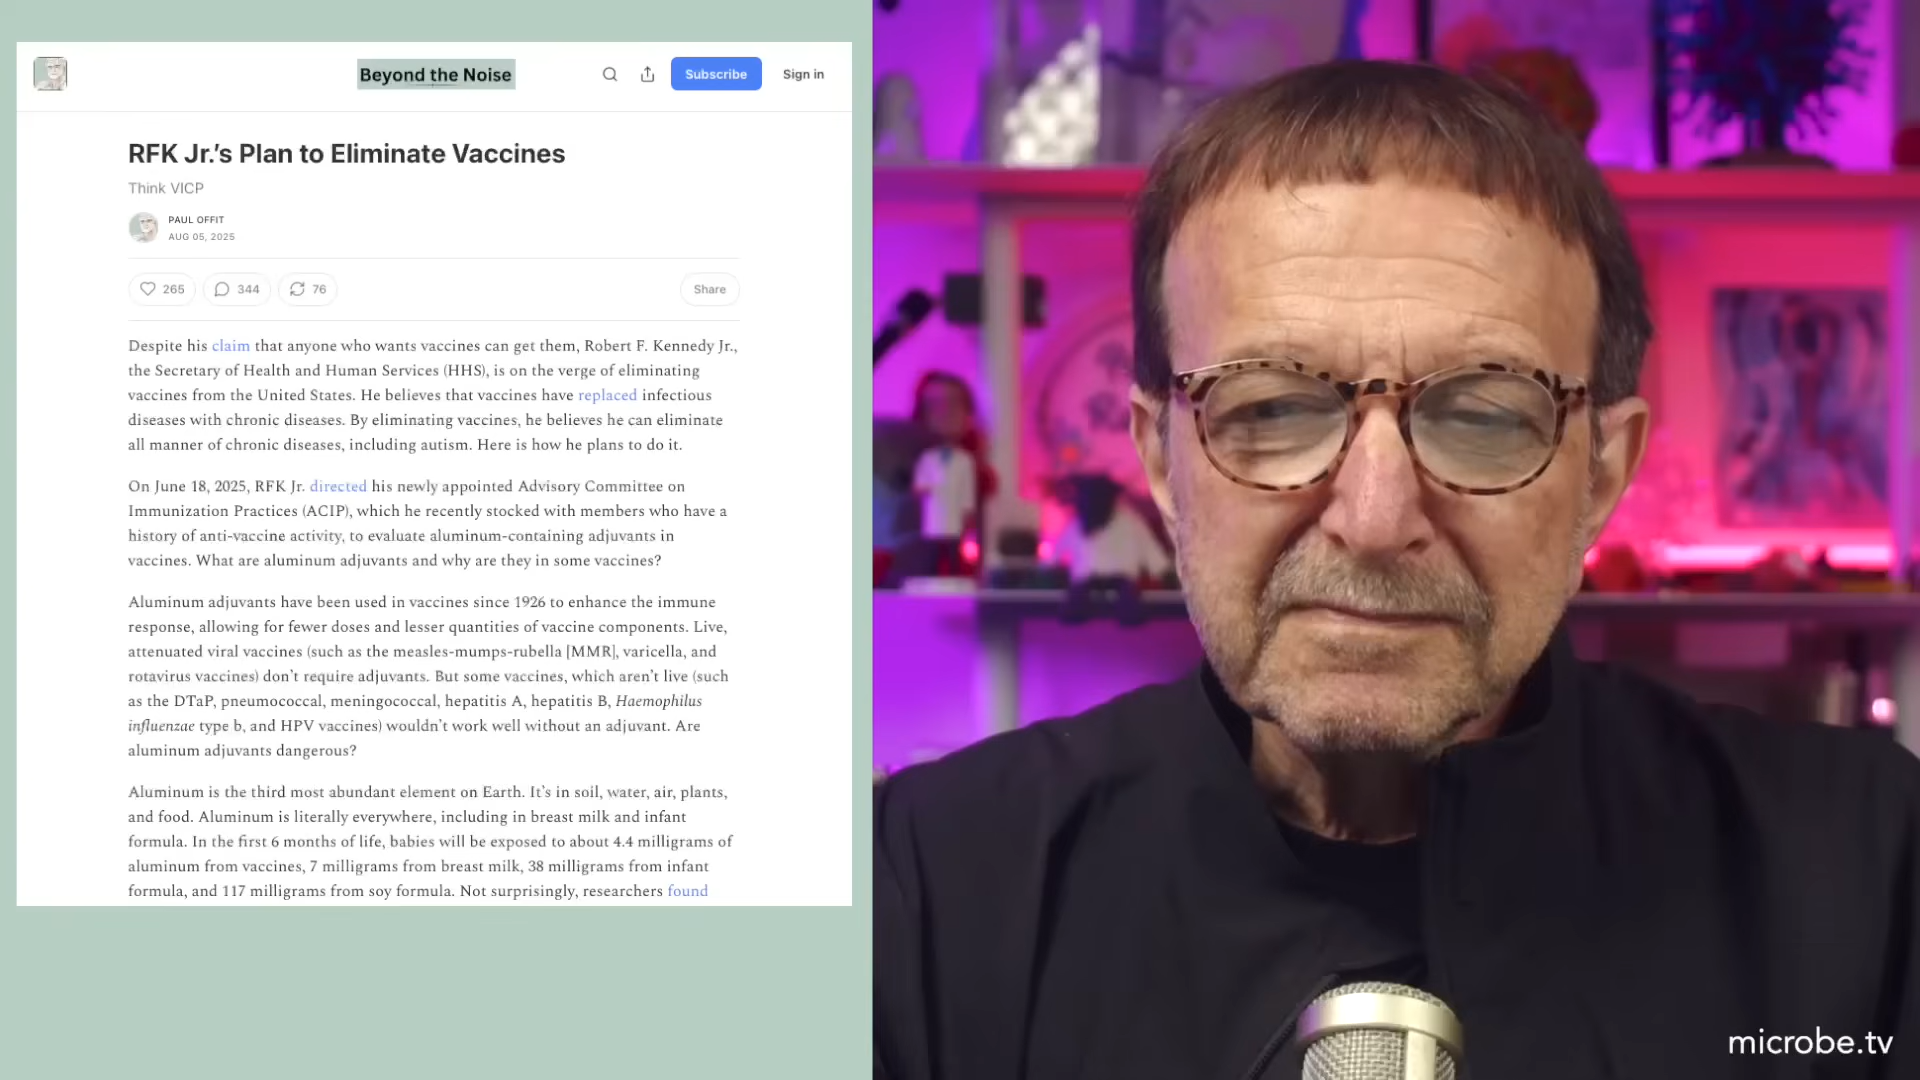 Beyond the Noise
Subscribe
Sign in
RFK Jr.’s Plan to Eliminate Vaccines
Think VICP
PAUL OFFIT
AUG 05, 2025
265
344
76
Share
Despite his claim that anyone who wants vaccines can get them, Robert F. Kennedy Jr.,
the Secretary of Health and Human Services (HHS), is on the verge of eliminating
vaccines from the United States. He believes that vaccines have replaced infectious
diseases with chronic diseases. By eliminating vaccines, he believes he can eliminate
all manner of chronic diseases, including autism. Here is how he plans to do it.
On June 18, 2025, RFK Jr. directed his newly appointed Advisory Committee on
Immunization Practices (ACIP), which he recently stocked with members who have a
history of anti-vaccine activity, to evaluate aluminum-containing adjuvants in
vaccines. What are aluminum adjuvants and why are they in some vaccines?
Aluminum adjuvants have been used in vaccines since 1926 to enhance the immune
response, allowing for fewer doses and lesser quantities of vaccine components. Live,
attenuated viral vaccines (such as the measles-mumps-rubella [MMR], varicella, and
rotavirus vaccines) don’t require adjuvants. But some vaccines, which aren’t live (such
as the DTaP, pneumococcal, meningococcal, hepatitis A, hepatitis B, Haemophilus
influenzae type b, and HPV vaccines) wouldn’t work well without an adjuvant. Are
aluminum adjuvants dangerous?
Aluminum is the third most abundant element on Earth. It’s in soil, water, air, plants,
and food. Aluminum is literally everywhere, including in breast milk and infant
formula. In the first 6 months of life, babies will be exposed to about 4.4 milligrams of
aluminum from vaccines, 7 milligrams from breast milk, 38 milligrams from infant
formula, and 117 milligrams from soy formula. Not surprisingly, researchers found
microbe.tv